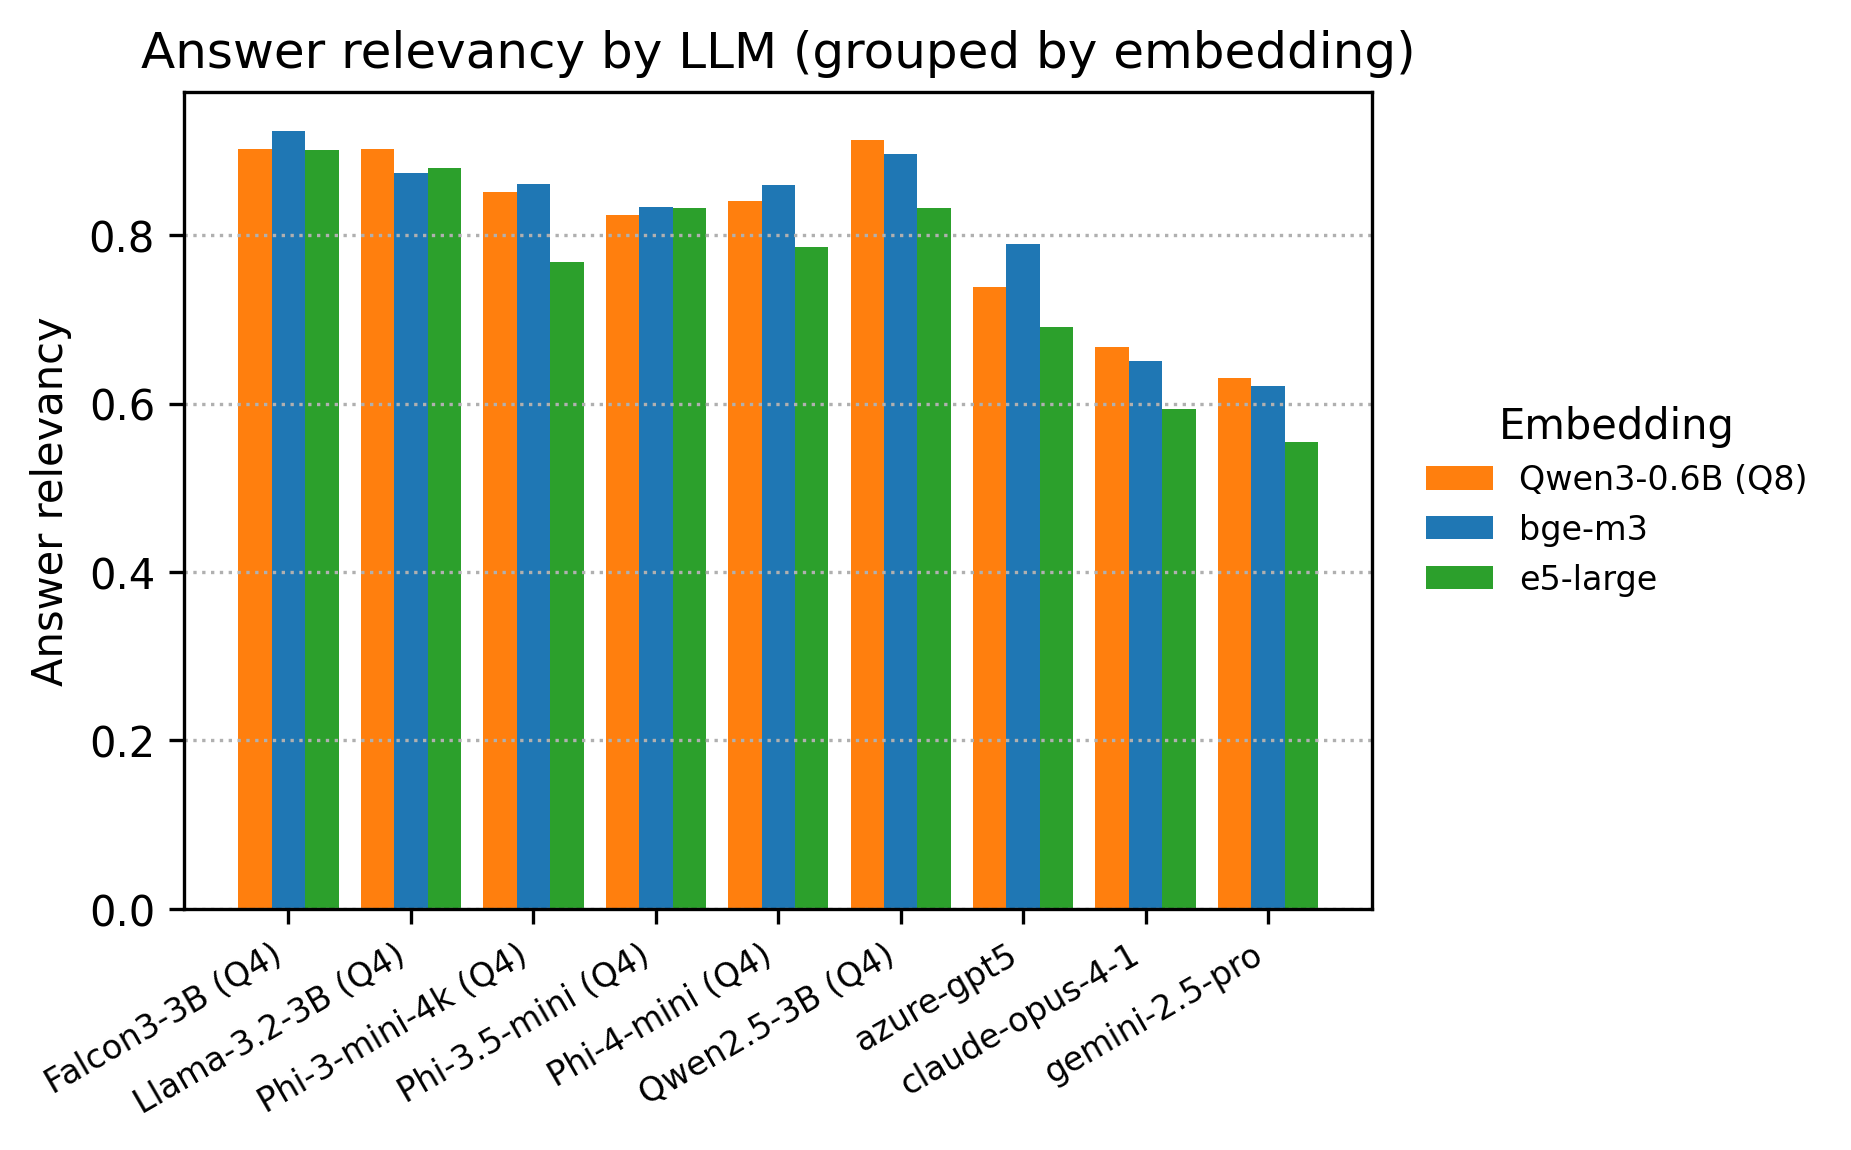 Answer relevancy by LLM (grouped by embedding)
Answer relevancy
0.8
0.6
0.4
0.2
0.0
Falcon3-3B (Q4)
Llama-3.2-3B (Q4)
Phi-3-mini-4k (Q4)
Phi-3.5-mini (Q4)
Phi-4-mini (Q4)
Qwen2.5-3B (Q4)
azure-gpt5
claude-opus-4-1
gemini-2.5-pro
Embedding
Qwen3-0.6B (Q8)
bge-m3
e5-large